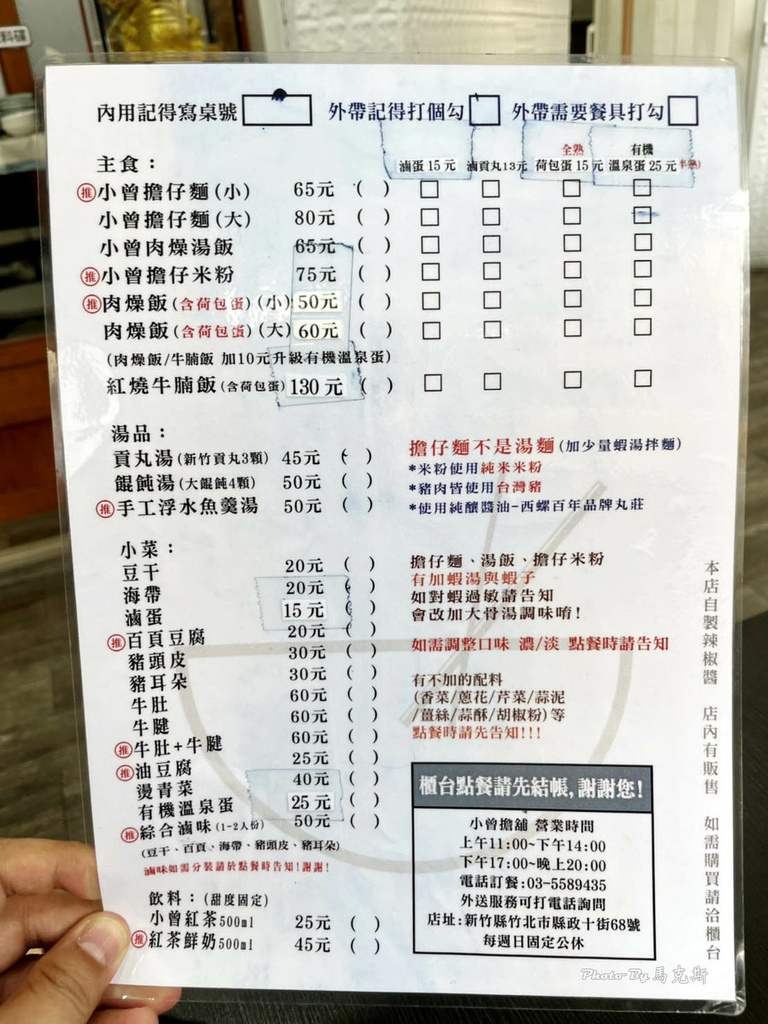 料碟
內用記得寫桌號 外帶記得打個勾 外帶需要餐具打勾
全熟 有機
主食： 滷蛋15元 滷貢丸13元 荷包蛋15元 溫泉蛋25元
推 小曾擔仔麵(小) 65元 ( )
小曾擔仔麵(大) 80元 ( )
小曾肉燥湯飯 65元 ( )
推 小曾擔仔米粉 75元 ( )
推 肉燥飯(含荷包蛋)(小) 50元 ( )
肉燥飯(含荷包蛋)(大) 60元 ( )
(肉燥飯/牛腩飯 加10元升級有機溫泉蛋)
紅燒牛腩飯(含荷包蛋) 130元 ( )
湯品：
貢丸湯(新竹貢丸3顆) 45元 ( )
餛飩湯(大餛飩4顆) 50元 ( )
推 手工浮水魚羹湯 50元 ( )
擔仔麵不是湯麵(加少量蝦湯拌麵)
*米粉使用純米米粉
*豬肉皆使用台灣豬
*使用純釀醬油-西螺百年品牌丸莊
小菜：
豆干 20元 ( )
海帶 20元 ( )
滷蛋 15元 ( )
推 百頁豆腐 20元 ( )
豬頭皮 30元 ( )
豬耳朵 30元 ( )
牛肚 60元 ( )
牛腱 60元 ( )
推 牛肚+牛腱 60元 ( )
推 油豆腐 25元 ( )
燙青菜 40元 ( )
有機溫泉蛋 25元 ( )
推 綜合滷味(1-2人份) 50元 ( )
(豆干、百頁、海帶、豬頭皮、豬耳朵)
滷味如需分裝請於點餐時告知!謝謝!
飲料：(甜度固定)
小曾紅茶500ml 25元 ( )
推 紅茶鮮奶500ml 45元 ( )
擔仔麵、湯飯、擔仔米粉
有加蝦湯與蝦子
如對蝦過敏請告知
會改加大骨湯調味唷!
如需調整口味 濃/淡 點餐時請告知
有不加的配料
(香菜/蔥花/芹菜/蒜泥
/薑絲/蒜酥/胡椒粉)等
點餐時請先告知!!!
櫃台點餐請先結帳,謝謝您!
小曾擔舖 營業時間
上午11:00~下午14:00
下午17:00~晚上20:00
電話訂餐:03-5589435
外送服務可打電話詢問
店址:新竹縣竹北市縣政十街68號
每週日固定公休
本店自製辣椒醬 店內有販售 如需購買請洽櫃台
Photo By 馬克斯